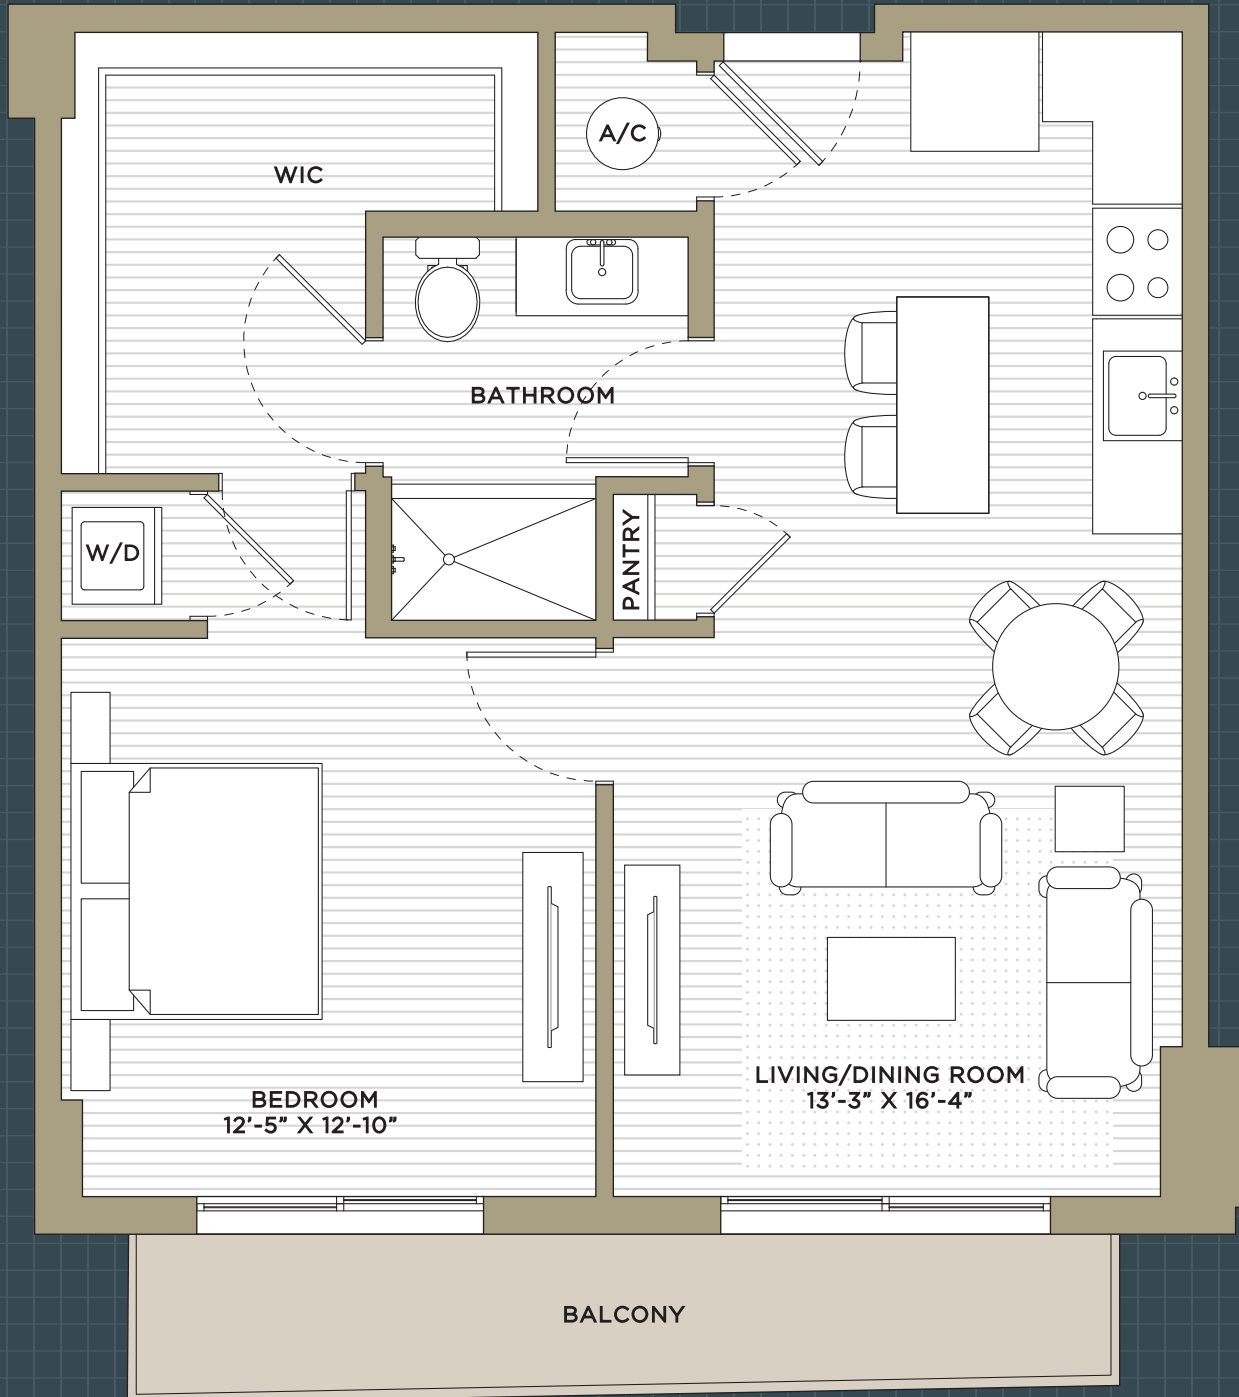 A/C
WIC
BATHROOM
W/D
PANTRY
LIVING/DINING ROOM
13'-3" X 16'-4"
BEDROOM
12'-5" X 12'-10"
BALCONY